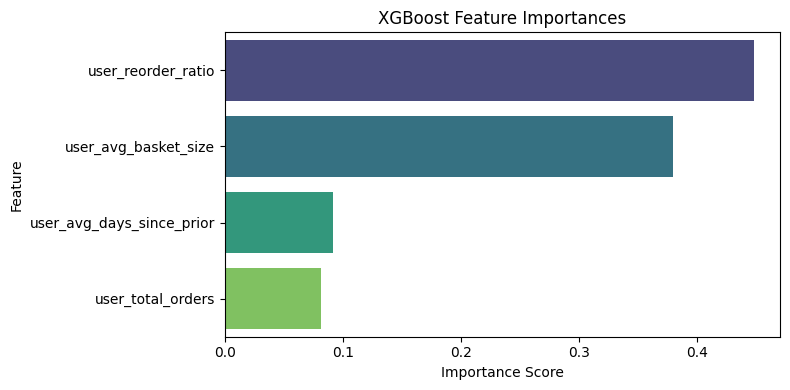 XGBoost Feature Importances
Feature
user_reorder_ratio
user_avg_basket_size
user_avg_days_since_prior
user_total_orders
0.0 0.1 0.2 0.3 0.4
Importance Score